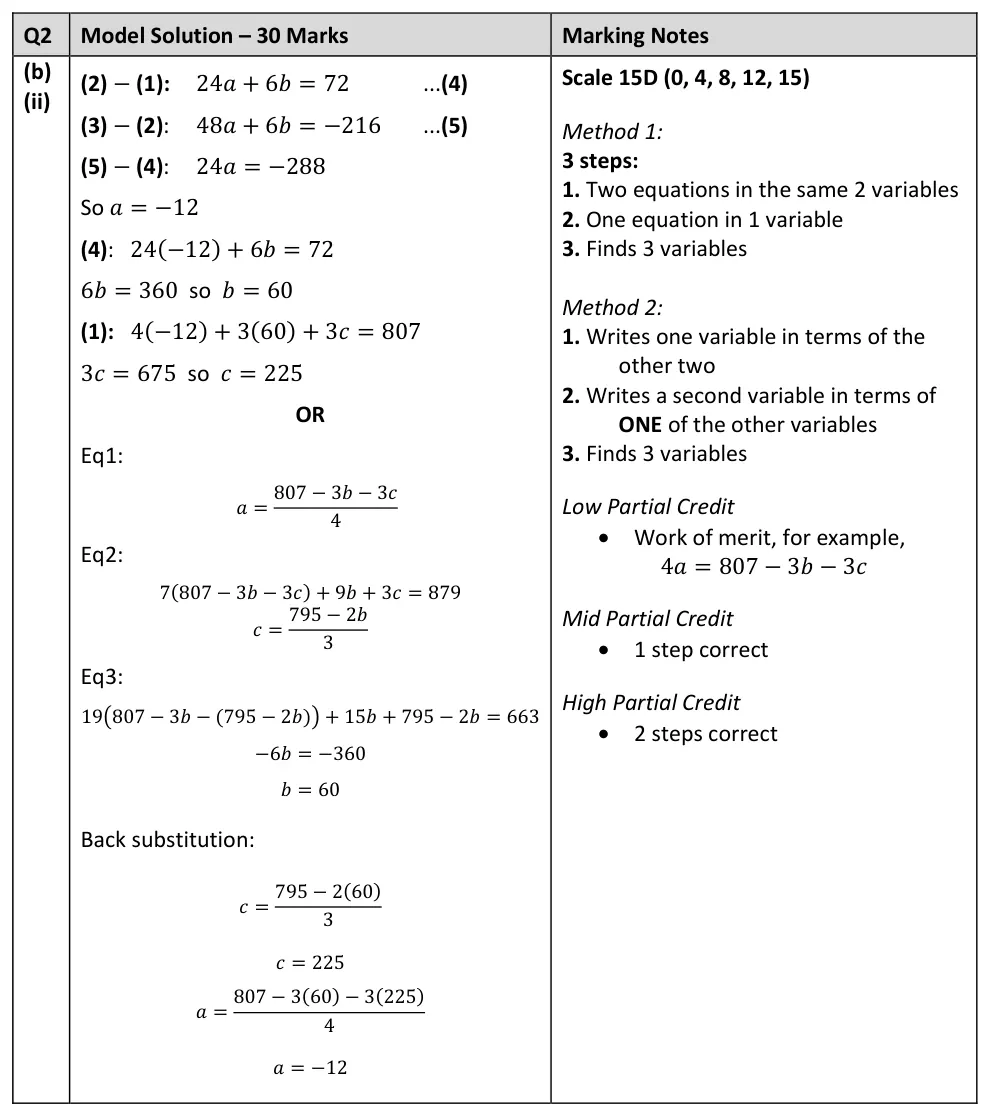 Q2 Model Solution – 30 Marks Marking Notes
(b)
(ii)
(2) − (1): 24𝑎 + 6𝑏 = 72 ...(4)
(3) − (2): 48𝑎 + 6𝑏 = −216 ...(5)
(5) − (4): 24𝑎 = −288
So 𝑎 = −12
(4): 24(−12) + 6𝑏 = 72
6𝑏 = 360 so 𝑏 = 60
(1): 4(−12) + 3(60) + 3𝑐 = 807
3𝑐 = 675 so 𝑐 = 225
OR
Eq1:
𝑎 = (807 − 3𝑏 − 3𝑐)/4
Eq2:
7(807 − 3𝑏 − 3𝑐) + 9𝑏 + 3𝑐 = 879
𝑐 = (795 − 2𝑏)/3
Eq3:
19(807 − 3𝑏 − (795 − 2𝑏)) + 15𝑏 + 795 − 2𝑏 = 663
−6𝑏 = −360
𝑏 = 60
Back substitution:
𝑐 = (795 − 2(60))/3
𝑐 = 225
𝑎 = (807 − 3(60) − 3(225))/4
𝑎 = −12
Scale 15D (0, 4, 8, 12, 15)
Method 1:
3 steps:
1. Two equations in the same 2 variables
2. One equation in 1 variable
3. Finds 3 variables
Method 2:
1. Writes one variable in terms of the
other two
2. Writes a second variable in terms of
ONE of the other variables
3. Finds 3 variables
Low Partial Credit
• Work of merit, for example,
4𝑎 = 807 − 3𝑏 − 3𝑐
Mid Partial Credit
• 1 step correct
High Partial Credit
• 2 steps correct